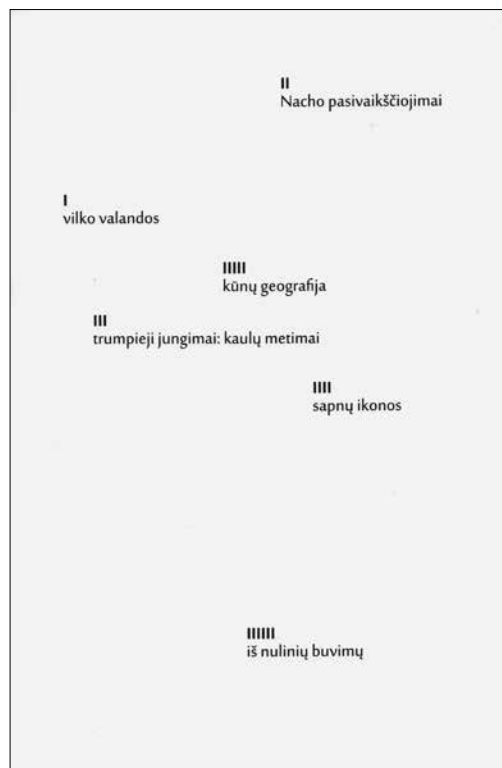 II
Nacho pasivaikščiojimai
I
vilko valandos
IIIII
kūnų geografija
III
trumpieji jungimai: kaulų metimai
IIII
sapnų ikonos
IIIIII
iš nulinių buvimų